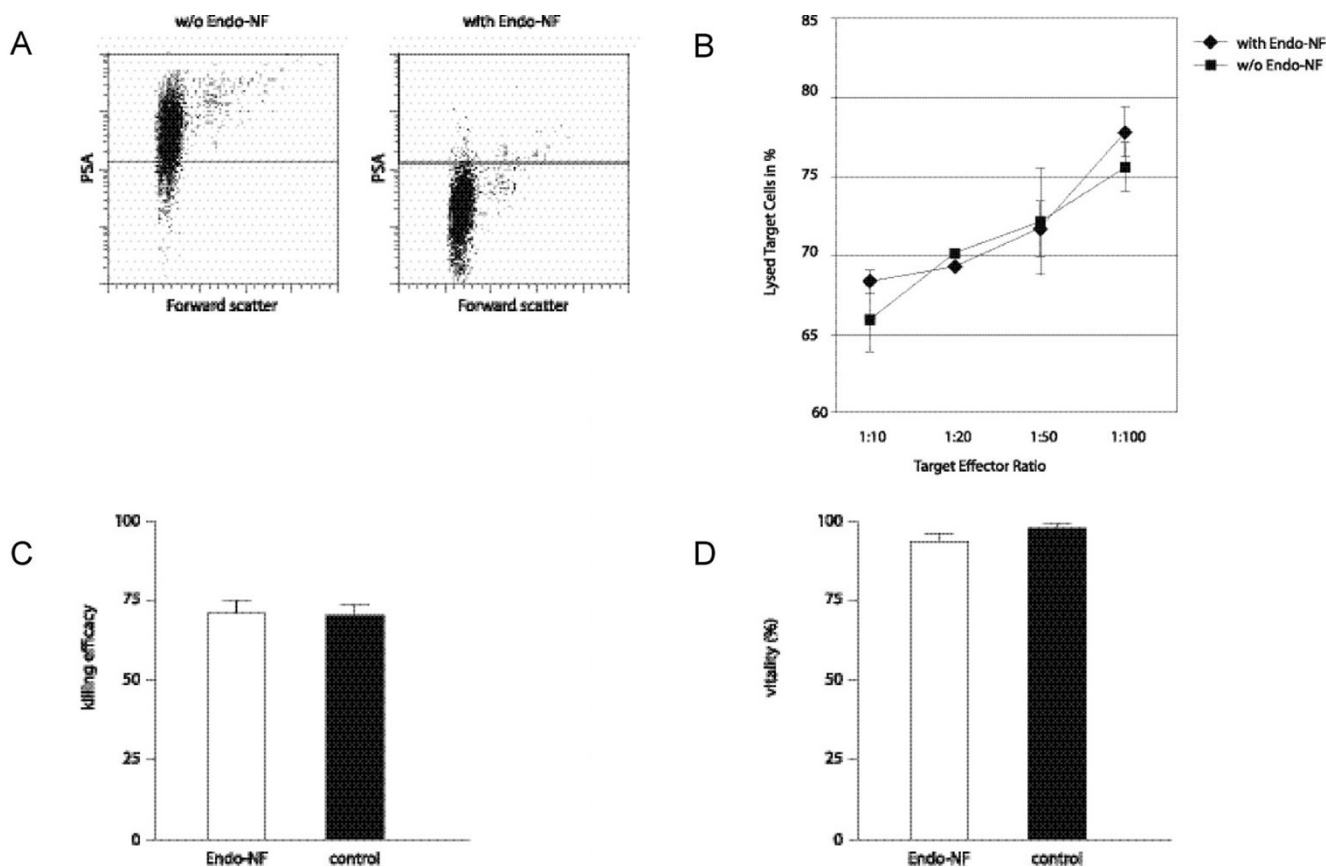 A
w/o Endo-NF
with Endo-NF
PSA
PSA
Forward scatter
Forward scatter
B
85
80
75
70
65
60
Lysed Target Cells in %
1:10 1:20 1:50 1:100
Target Effector Ratio
with Endo-NF
w/o Endo-NF
C
100
75
50
25
0
killing efficacy
Endo-NF control
D
100
75
50
25
0
vitality (%)
Endo-NF control